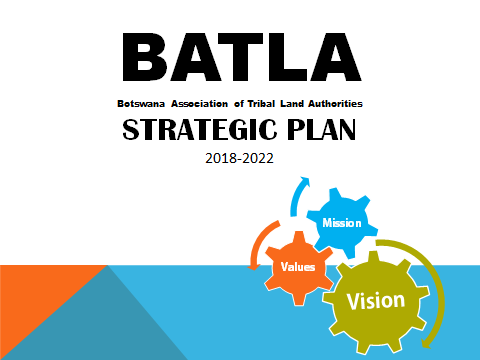 BATLA
Botswana Association of Tribal Land Authorities
STRATEGIC PLAN
2018-2022
Mission
Values
Vision